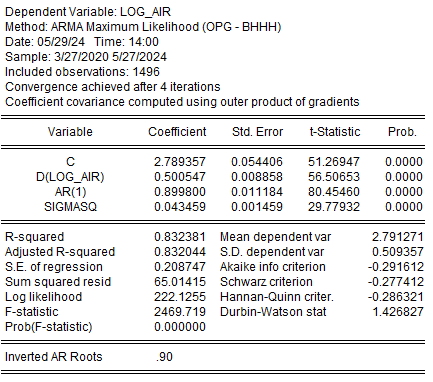 Dependent Variable: LOG_AIR
Method: ARMA Maximum Likelihood (OPG - BHHH)
Date: 05/29/24 Time: 14:00
Sample: 3/27/2020 5/27/2024
Included observations: 1496
Convergence achieved after 4 iterations
Coefficient covariance computed using outer product of gradients
Variable Coefficient Std. Error t-Statistic Prob.
C 2.789357 0.054406 51.26947 0.0000
D(LOG_AIR) 0.500547 0.008858 56.50653 0.0000
AR(1) 0.899800 0.011184 80.45460 0.0000
SIGMASQ 0.043459 0.001459 29.77932 0.0000
R-squared 0.832381 Mean dependent var 2.791271
Adjusted R-squared 0.832044 S.D. dependent var 0.509357
S.E. of regression 0.208747 Akaike info criterion -0.291612
Sum squared resid 65.01415 Schwarz criterion -0.277412
Log likelihood 222.1255 Hannan-Quinn criter. -0.286321
F-statistic 2469.719 Durbin-Watson stat 1.426827
Prob(F-statistic) 0.000000
Inverted AR Roots .90